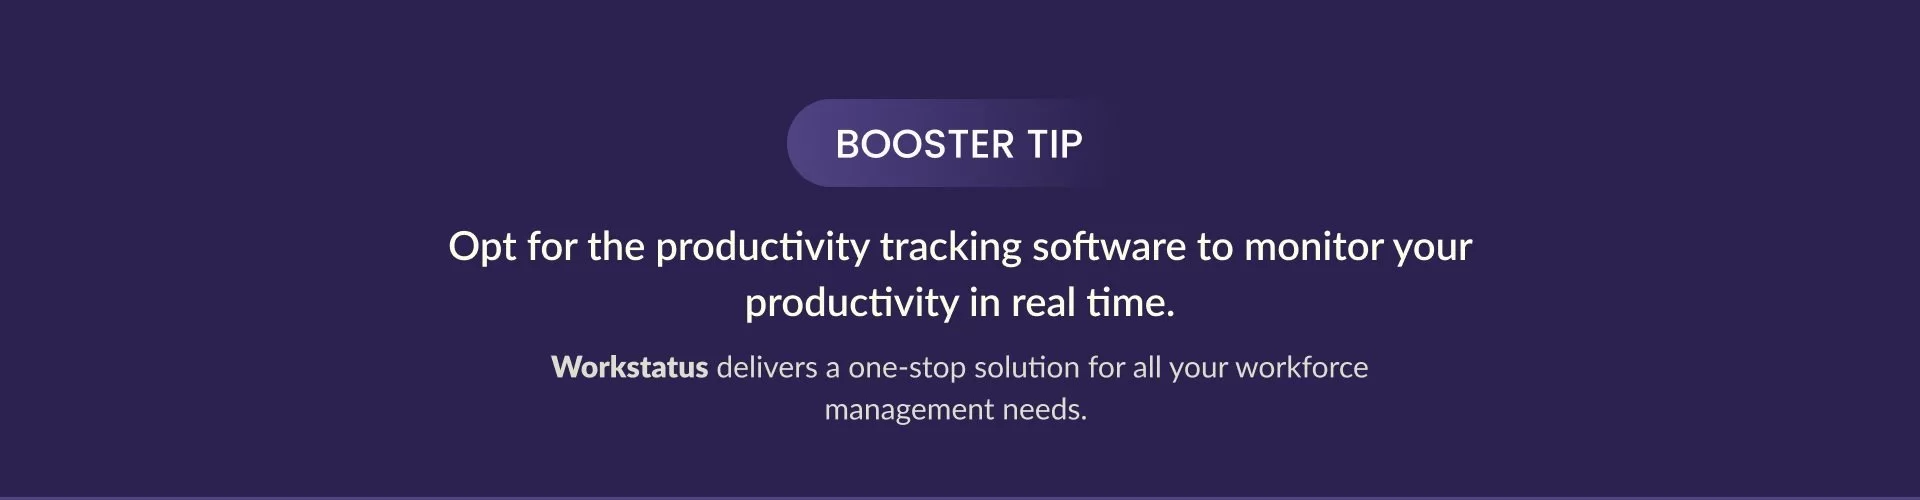 BOOSTER TIP
Opt for the productivity tracking software to monitor your
productivity in real time.
Workstatus delivers a one-stop solution for all your workforce
management needs.